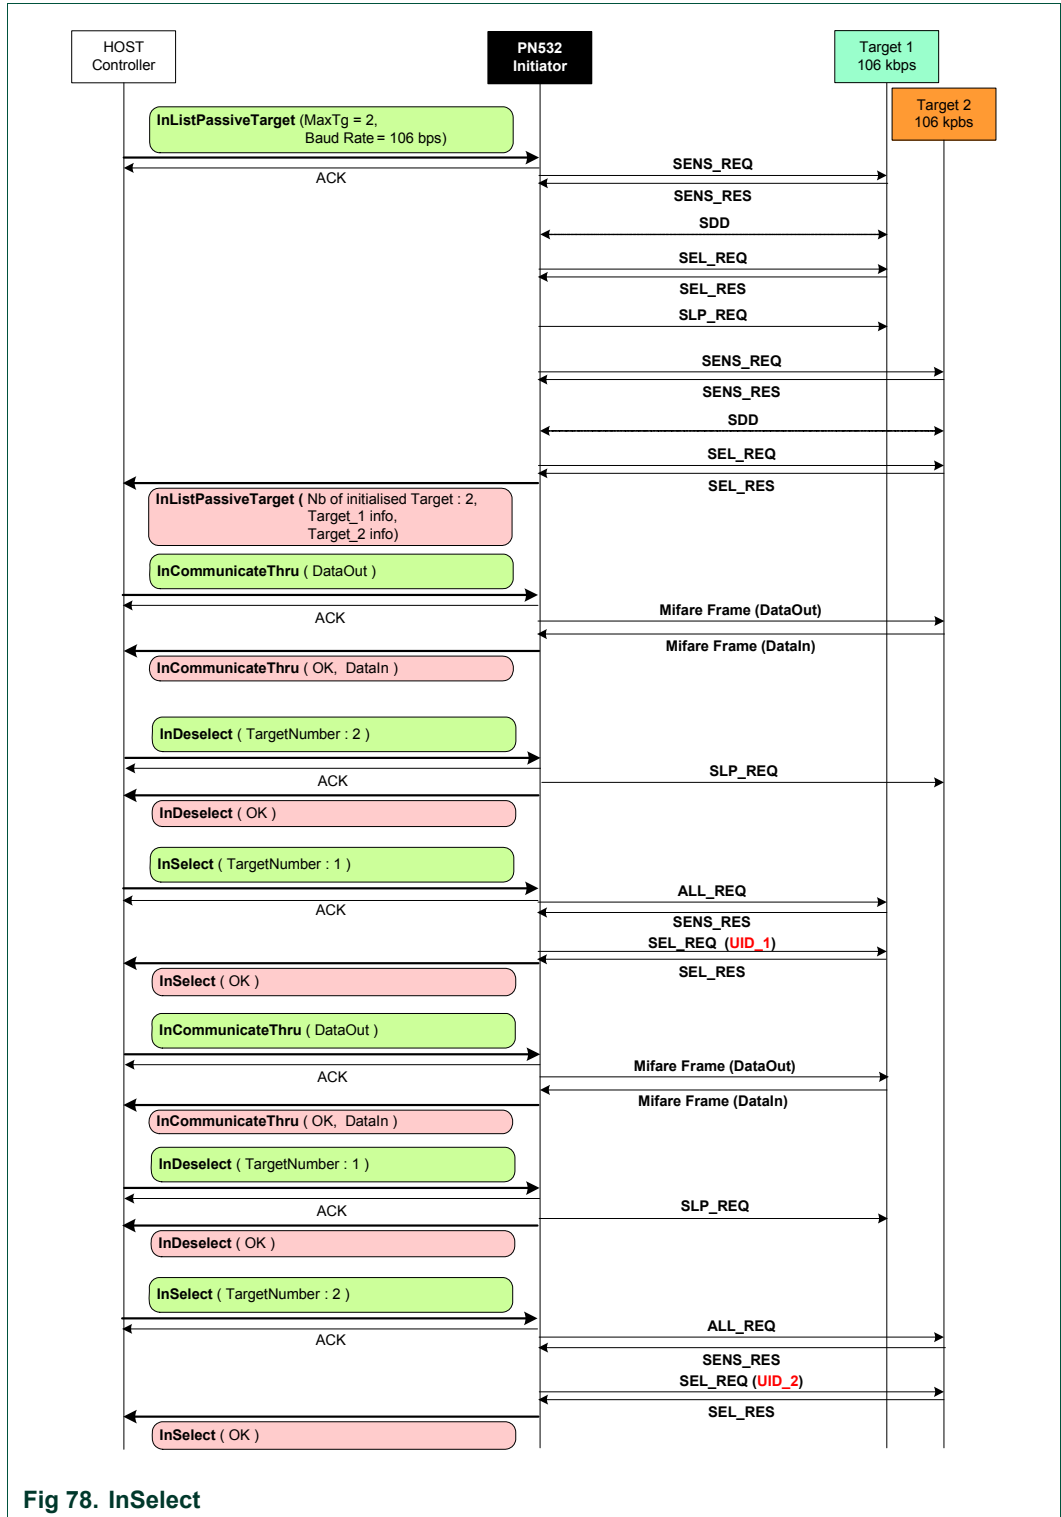 HOST
Controller
PN532
Initiator
Target 1
106 kbps
Target 2
106 kpbs
InListPassiveTarget (MaxTg = 2,
Baud Rate = 106 bps)
ACK
SENS_REQ
SENS_RES
SDD
SEL_REQ
SEL_RES
SLP_REQ
SENS_REQ
SENS_RES
SDD
SEL_REQ
SEL_RES
InListPassiveTarget ( Nb of initialised Target : 2,
Target_1 info,
Target_2 info)
InCommunicateThru ( DataOut )
ACK
Mifare Frame (DataOut)
Mifare Frame (DataIn)
InCommunicateThru ( OK, DataIn )
InDeselect ( TargetNumber : 2 )
ACK
SLP_REQ
InDeselect ( OK )
InSelect ( TargetNumber : 1 )
ACK
ALL_REQ
SENS_RES
SEL_REQ (UID_1)
SEL_RES
InSelect ( OK )
InCommunicateThru ( DataOut )
ACK
Mifare Frame (DataOut)
Mifare Frame (DataIn)
InCommunicateThru ( OK, DataIn )
InDeselect ( TargetNumber : 1 )
ACK
SLP_REQ
InDeselect ( OK )
InSelect ( TargetNumber : 2 )
ACK
ALL_REQ
SENS_RES
SEL_REQ (UID_2)
SEL_RES
InSelect ( OK )
Fig 78. InSelect